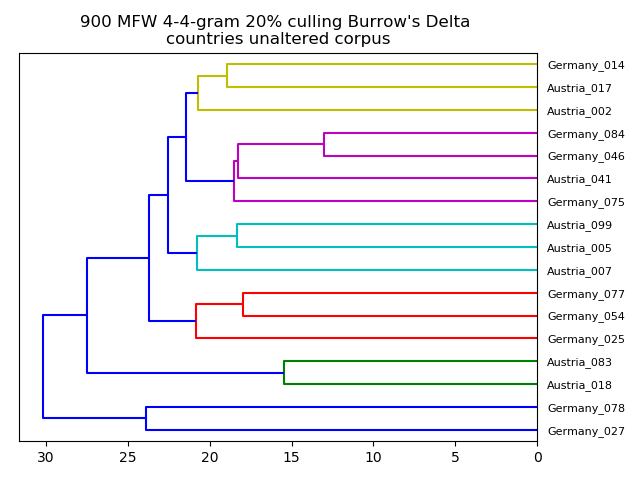 900 MFW 4-4-gram 20% culling Burrow's Delta
countries unaltered corpus
Germany_014
Austria_017
Austria_002
Germany_084
Germany_046
Austria_041
Germany_075
Austria_099
Austria_005
Austria_007
Germany_077
Germany_054
Germany_025
Austria_083
Austria_018
Germany_078
Germany_027
30 25 20 15 10 5 0